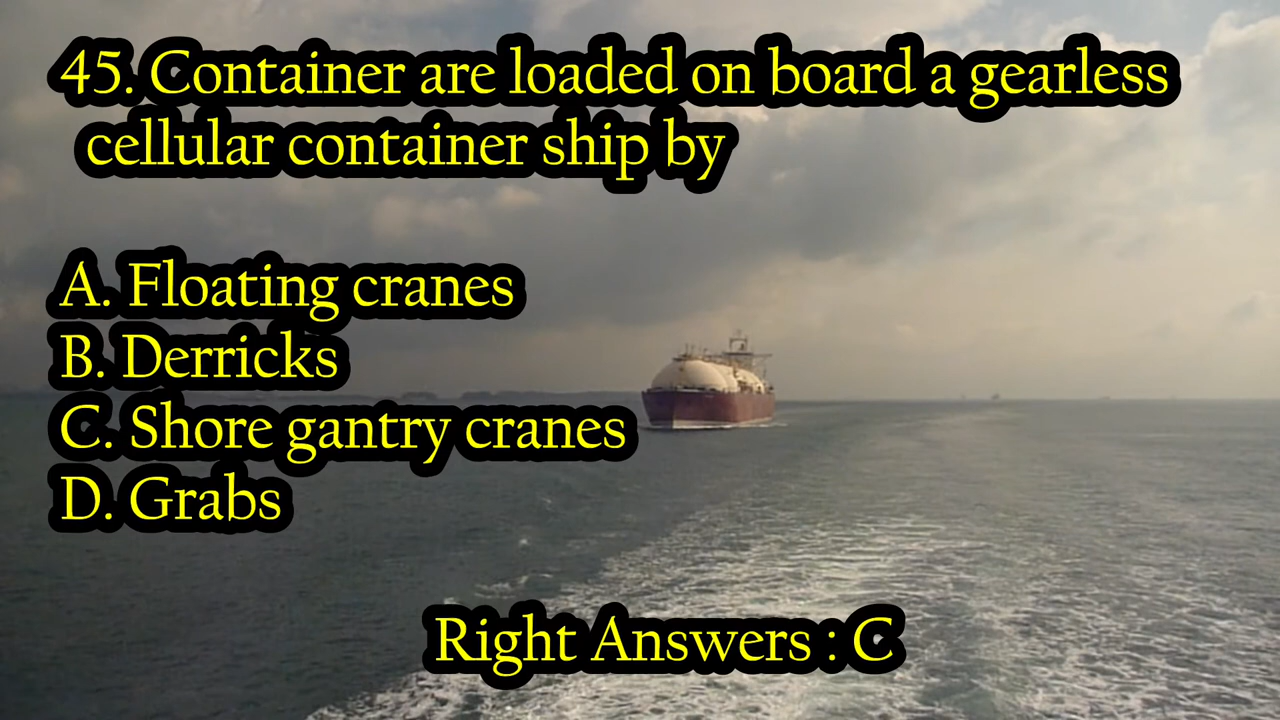 45. Container are loaded on board a gearless
cellular container ship by
A. Floating cranes
B. Derricks
C. Shore gantry cranes
D. Grabs
Right Answers : C